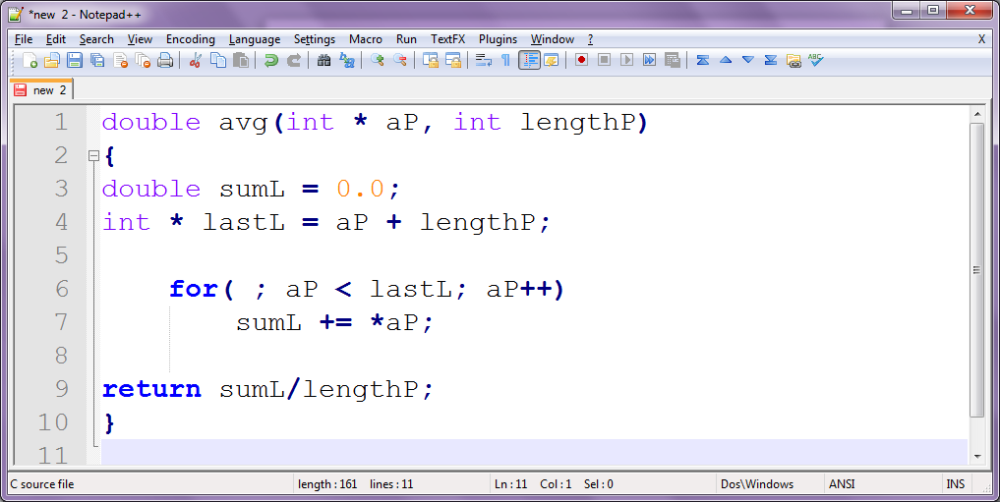 *new 2 - Notepad++
File Edit Search View Encoding Language Settings Macro Run TextFX Plugins Window ? X
new 2
1 double avg(int * aP, int lengthP)
2 {
3 double sumL = 0.0;
4 int * lastL = aP + lengthP;
5
6 for( ; aP < lastL; aP++)
7 sumL += *aP;
8
9 return sumL/lengthP;
10 }
11
C source file length : 161 lines : 11 Ln : 11 Col : 1 Sel : 0 Dos\Windows ANSI INS